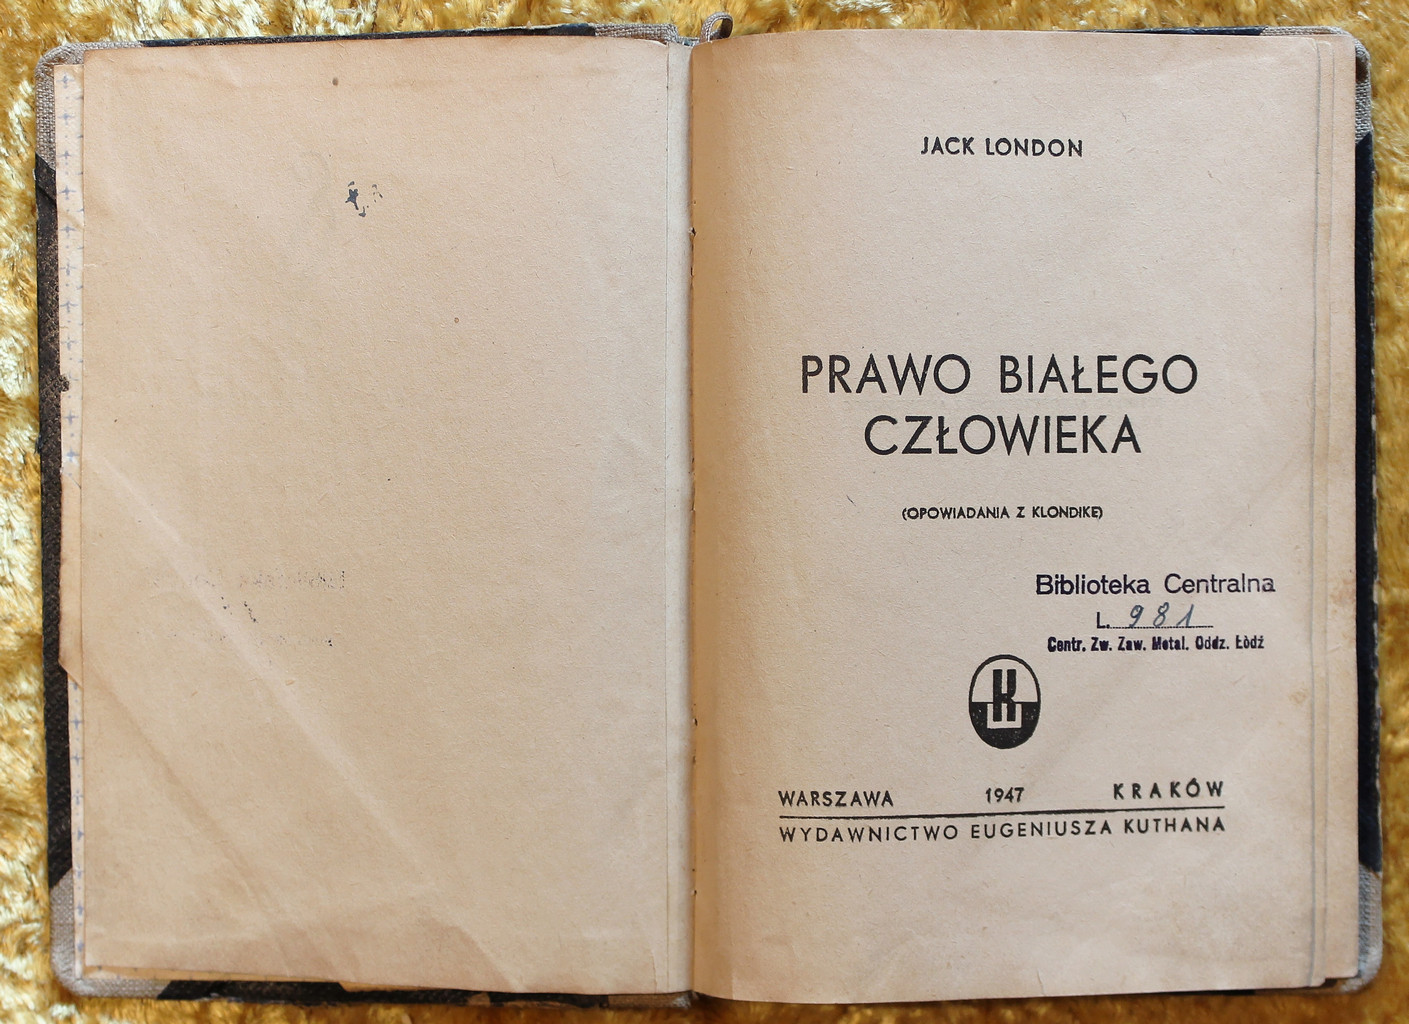 JACK LONDON
PRAWO BIAŁEGO
CZŁOWIEKA
(OPOWIADANIA Z KLONDIKE)
Biblioteka Centralna
L. 981
Centr. Zw. Zaw. Metal. Oddz. Łòdź
WARSZAWA 1947 KRAKÓW
WYDAWNICTWO EUGENIUSZA KUTHANA